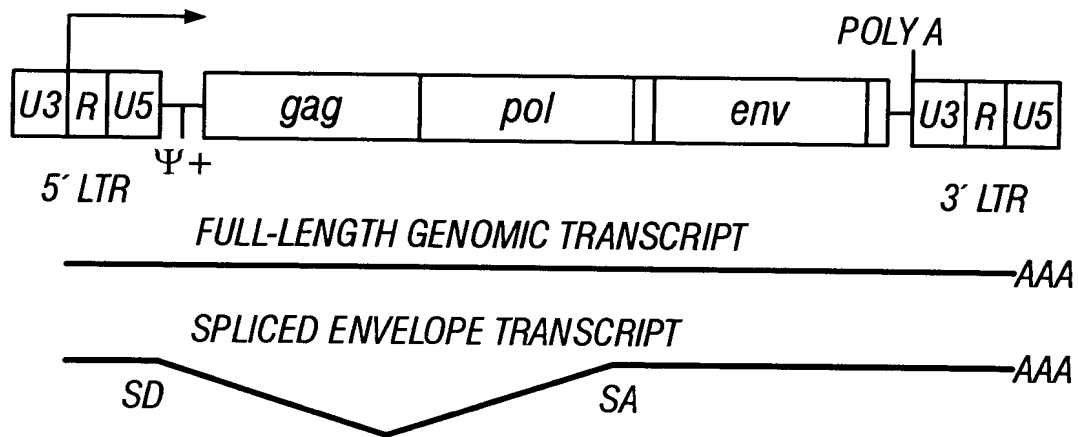 POLY A
U3 R U5 gag pol env U3 R U5
Ψ+
5´ LTR 3´ LTR
FULL-LENGTH GENOMIC TRANSCRIPT
AAA
SPLICED ENVELOPE TRANSCRIPT
AAA
SD SA